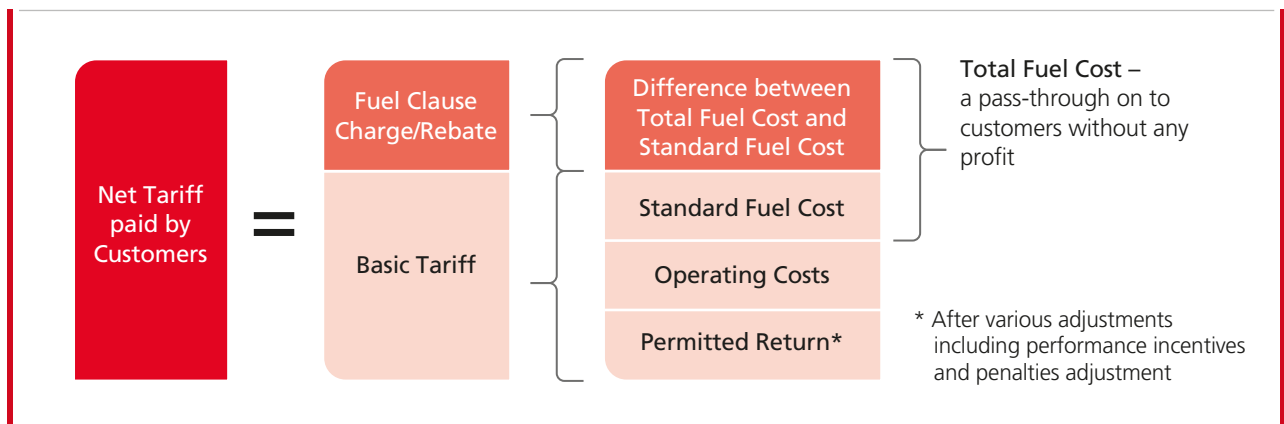 Net Tariff
paid by
Customers
=
Fuel Clause
Charge/Rebate
Basic Tariff
Difference between
Total Fuel Cost and
Standard Fuel Cost
Standard Fuel Cost
Operating Costs
Permitted Return*
Total Fuel Cost –
a pass-through on to
customers without any
profit
* After various adjustments
including performance incentives
and penalties adjustment